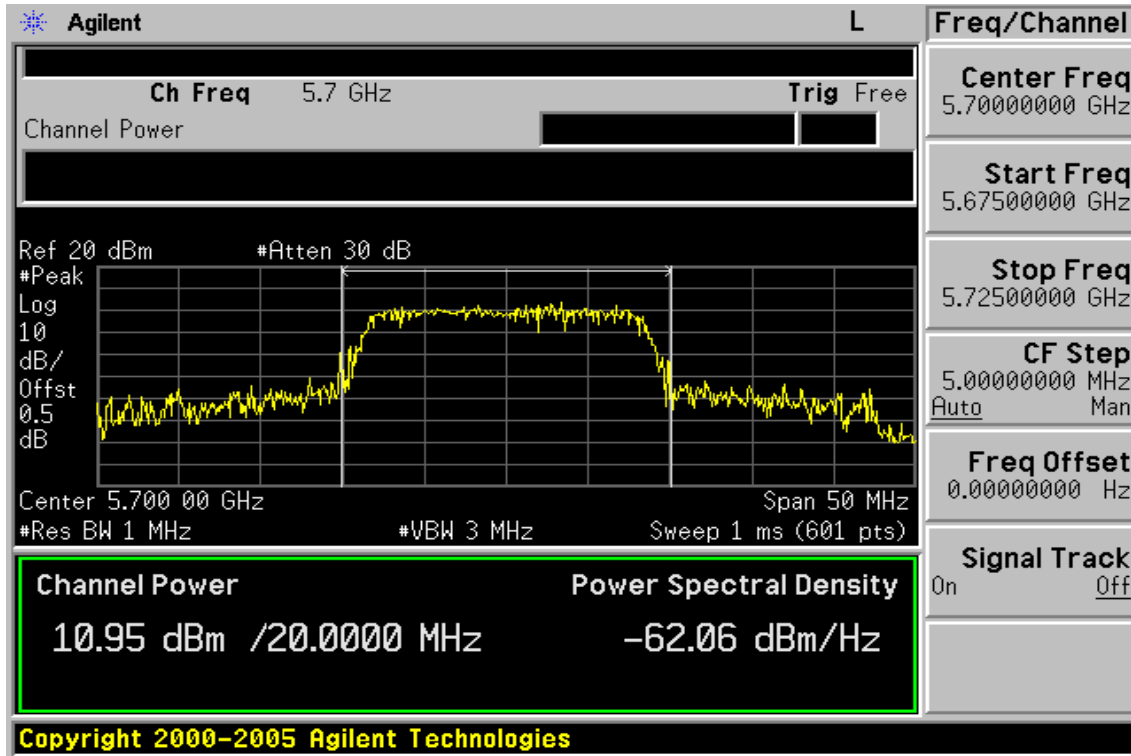 Agilent L
Ch Freq 5.7 GHz Trig Free
Channel Power
Ref 20 dBm #Atten 30 dB
#Peak
Log
10
dB/
Offst
0.5
dB
Center 5.700 00 GHz Span 50 MHz
#Res BW 1 MHz #VBW 3 MHz Sweep 1 ms (601 pts)
Channel Power Power Spectral Density
10.95 dBm /20.0000 MHz -62.06 dBm/Hz
Copyright 2000-2005 Agilent Technologies
Freq/Channel
Center Freq
5.70000000 GHz
Start Freq
5.67500000 GHz
Stop Freq
5.72500000 GHz
CF Step
5.00000000 MHz
Auto Man
Freq Offset
0.00000000 Hz
Signal Track
On Off